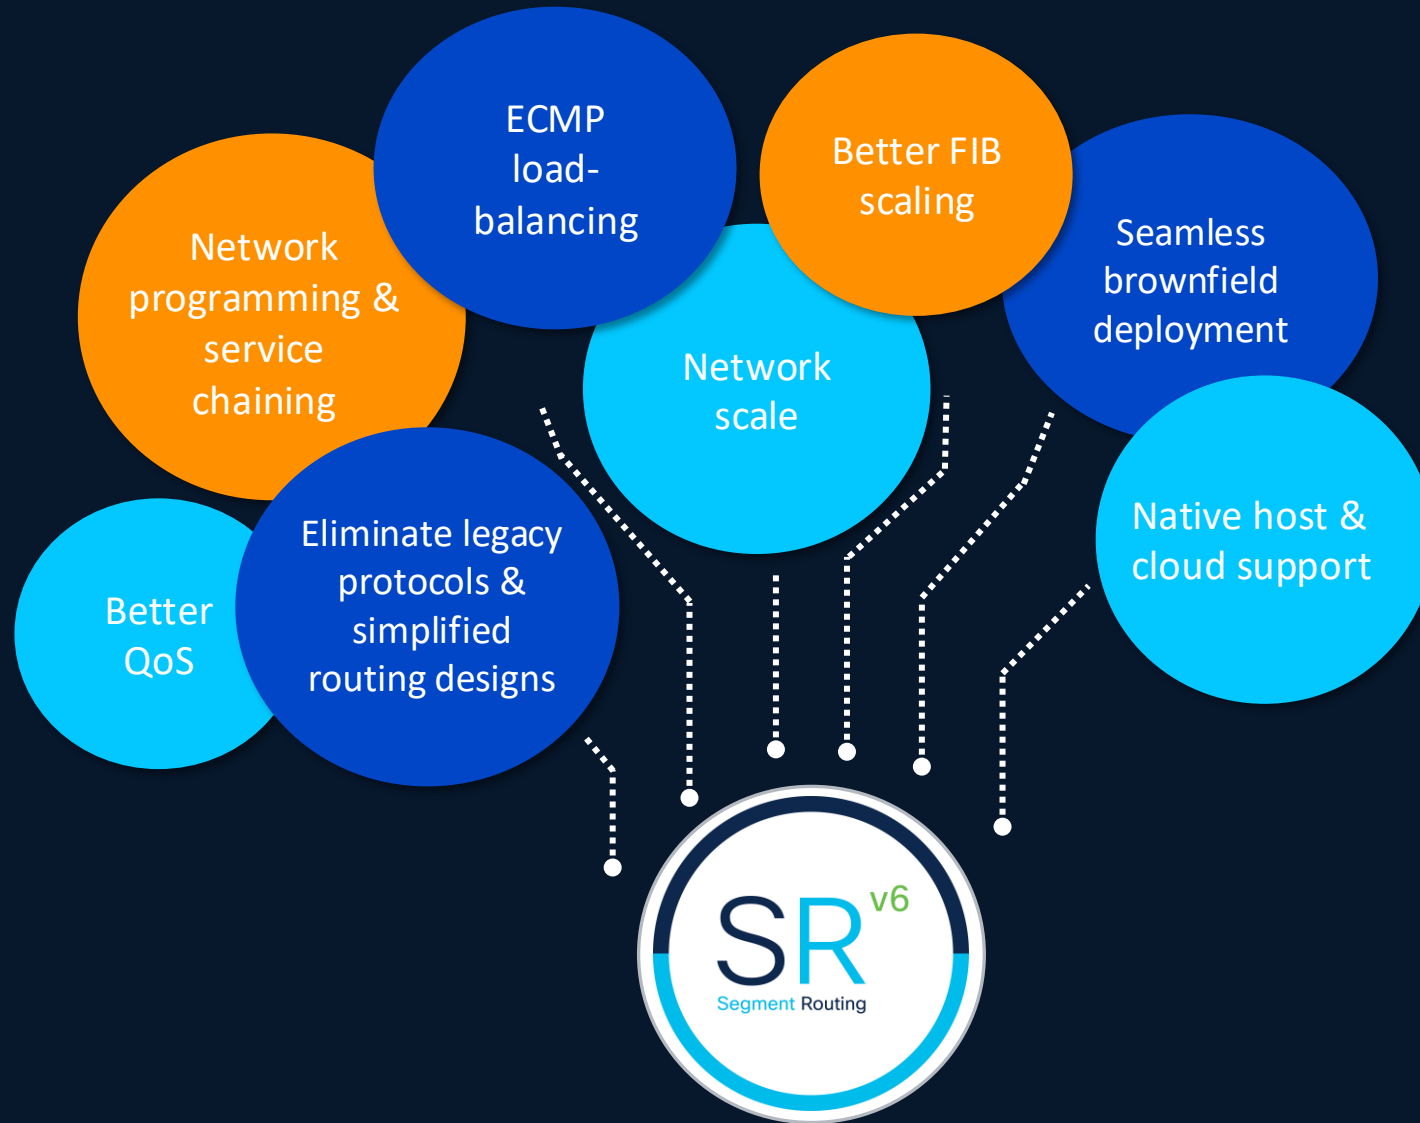 ECMP
load-
balancing
Better FIB
scaling
Network
programming &
service
chaining
Seamless
brownfield
deployment
Network
scale
Native host &
cloud support
Eliminate legacy
protocols &
simplified
routing designs
Better
QoS
SR v6
Segment Routing